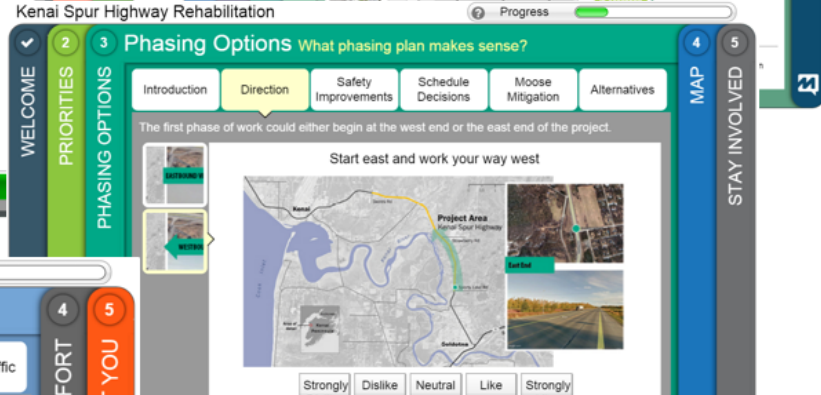 Kenai Spur Highway Rehabilitation
? Progress
WELCOME
2 PRIORITIES
3 PHASING OPTIONS
Phasing Options What phasing plan makes sense?
Introduction
Direction
Safety
Improvements
Schedule
Decisions
Moose
Mitigation
Alternatives
The first phase of work could either begin at the west end or the east end of the project.
EASTBOUND
Start east and work your way west
Kenai
Project Area
Kenai Spur Highway
East End
Soldotna
Strongly
Dislike
Neutral
Like
Strongly
4 MAP
5 STAY INVOLVED
4
FORT
5
YOU
ffic